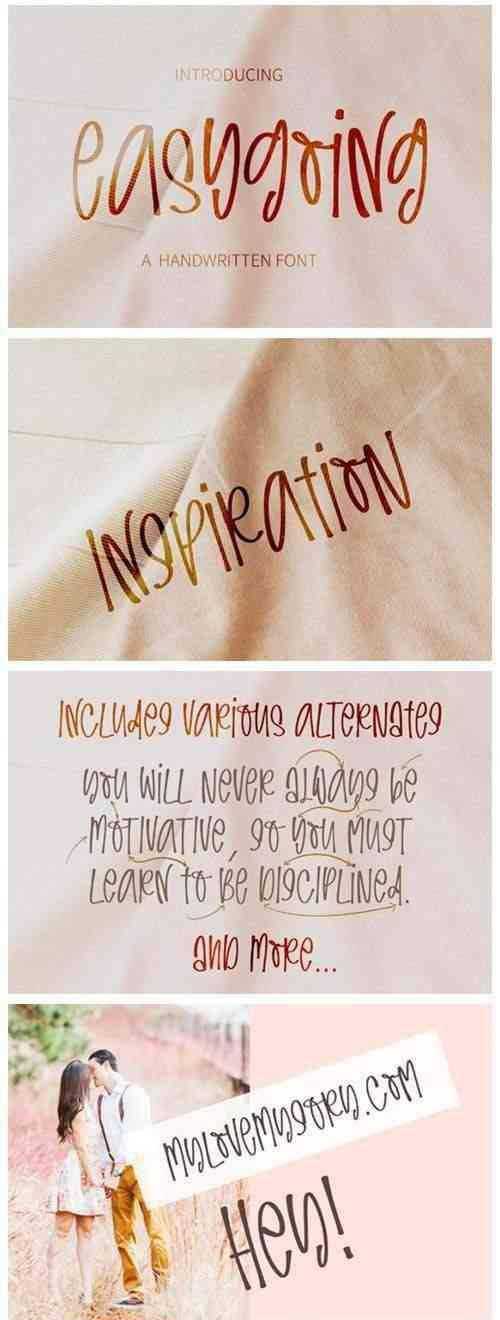 INTRODUCING
easygoing
A HANDWRITTEN FONT
INSPIRATION
INCLUDES VARIOUS ALTERNATES
you will never always be
MOTIVATIVE, so you MUST
LEARN to BE DISCIPLINED.
AND MORE...
MYLOVEMYSORY.COM
Hey!